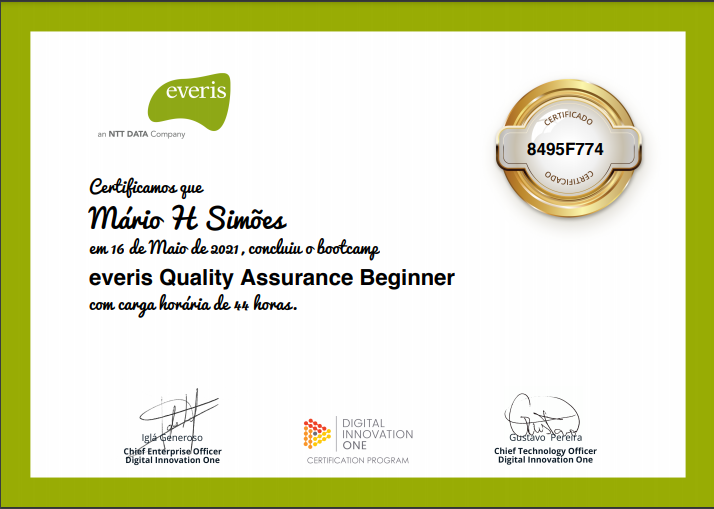 everis
an NTT DATA Company
CERTIFICADO
8495F774
CERTIFICADO
Certificamos que
Mário H Simões
em 16 de Maio de 2021, concluiu o bootcamp
everis Quality Assurance Beginner
com carga horária de 44 horas.
Iglá Generoso
Chief Enterprise Officer
Digital Innovation One
DIGITAL
INNOVATION
ONE
CERTIFICATION PROGRAM
Gustavo Pereira
Chief Technology Officer
Digital Innovation One